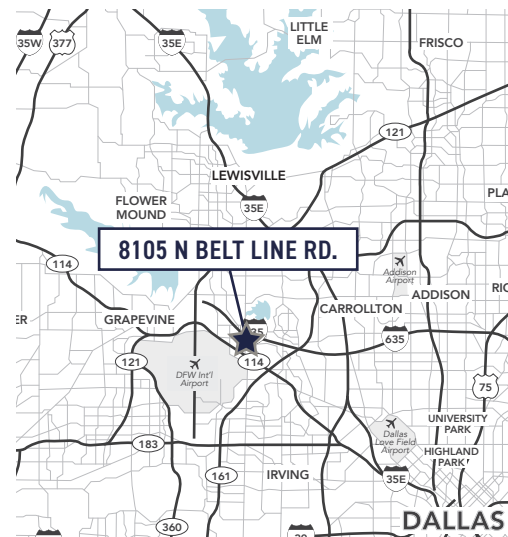 LITTLE
ELM
35W
377
35E
FRISCO
121
LEWISVILLE
35E
FLOWER
MOUND
PLA
8105 N BELT LINE RD.
114
Addison
Airport
ADDISON
RIC
CARROLLTON
ER
GRAPEVINE
35
635
121
114
DFW Int'l
Airport
75
UNIVERSITY
PARK
Dallas
Love Field
Airport
HIGHLAND
PARK
183
161
IRVING
35E
DALLAS
360
30